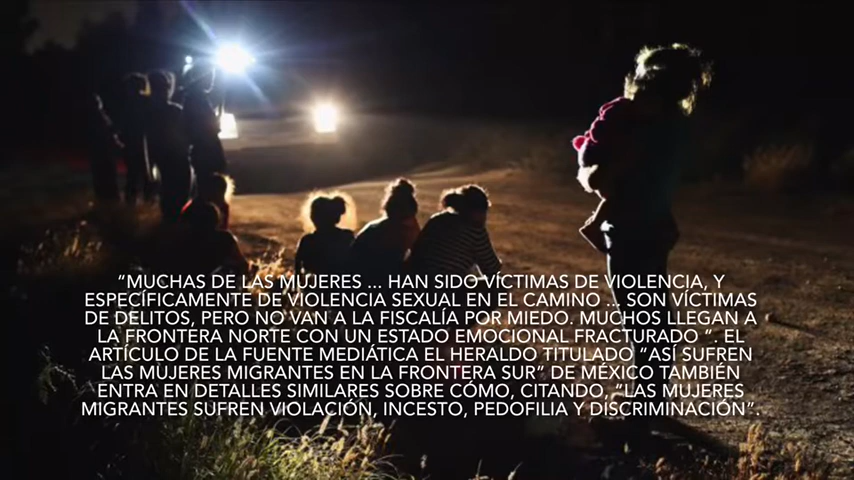 “MUCHAS DE LAS MUJERES ... HAN SIDO VÍCTIMAS DE VIOLENCIA, Y
ESPECÍFICAMENTE DE VIOLENCIA SEXUAL EN EL CAMINO ... SON VÍCTIMAS
DE DELITOS, PERO NO VAN A LA FISCALÍA POR MIEDO. MUCHOS LLEGAN A
LA FRONTERA NORTE CON UN ESTADO EMOCIONAL FRACTURADO ”. EL
ARTÍCULO DE LA FUENTE MEDIÁTICA EL HERALDO TITULADO “ASÍ SUFREN
LAS MUJERES MIGRANTES EN LA FRONTERA SUR” DE MÉXICO TAMBIÉN
ENTRA EN DETALLES SIMILARES SOBRE CÓMO, CITANDO, “LAS MUJERES
MIGRANTES SUFREN VIOLACIÓN, INCESTO, PEDOFILIA Y DISCRIMINACIÓN”.